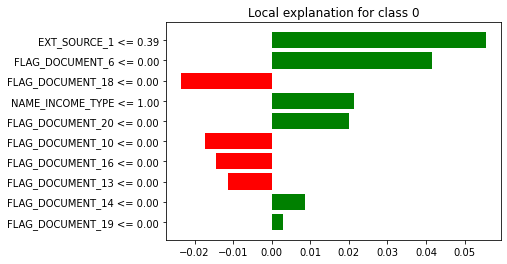 Local explanation for class 0
EXT_SOURCE_1 <= 0.39
FLAG_DOCUMENT_6 <= 0.00
FLAG_DOCUMENT_18 <= 0.00
NAME_INCOME_TYPE <= 1.00
FLAG_DOCUMENT_20 <= 0.00
FLAG_DOCUMENT_10 <= 0.00
FLAG_DOCUMENT_16 <= 0.00
FLAG_DOCUMENT_13 <= 0.00
FLAG_DOCUMENT_14 <= 0.00
FLAG_DOCUMENT_19 <= 0.00
−0.02 −0.01 0.00 0.01 0.02 0.03 0.04 0.05